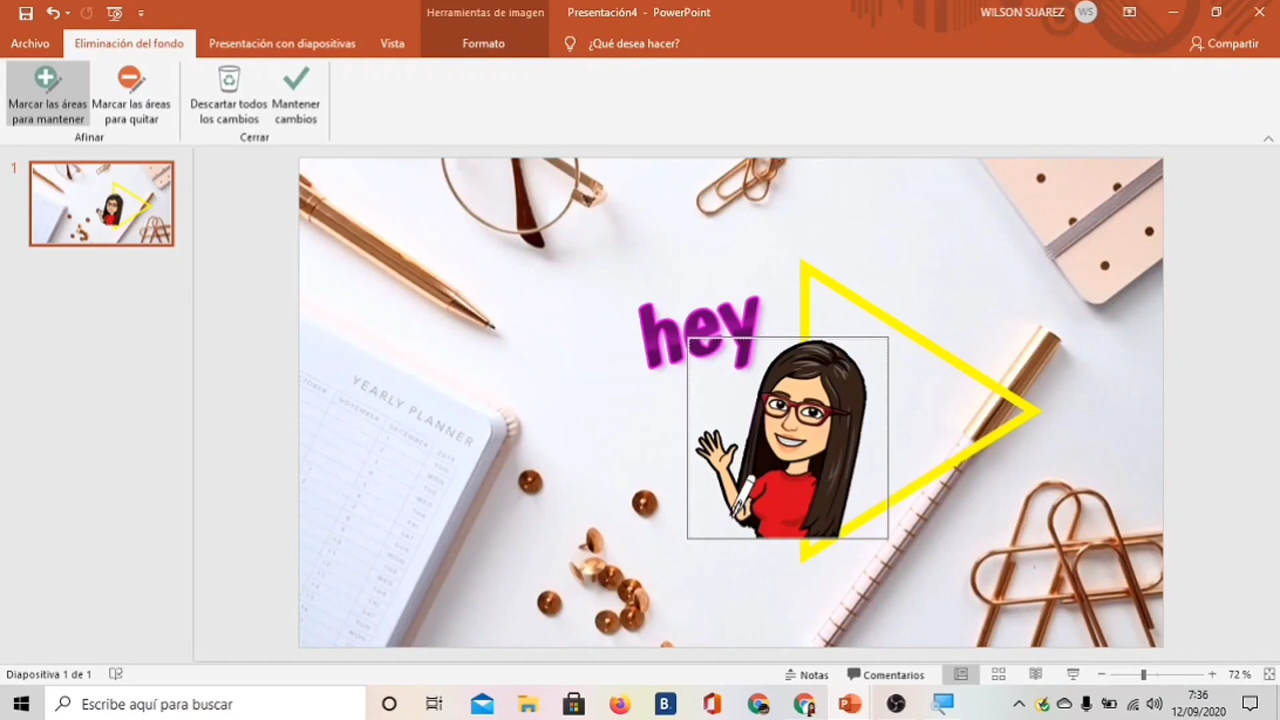 Herramientas de imagen
Presentación4 - PowerPoint
WILSON SUAREZ
WS
Archivo
Eliminación del fondo
Presentación con diapositivas
Vista
Formato
¿Qué desea hacer?
Compartir
Marcar las áreas
para mantener
Marcar las áreas
para quitar
Descartar todos
los cambios
Mantener
cambios
Afinar
Cerrar
1
hey
YEARLY PLANNER
NOVEMBER
DECEMBER
Diapositiva 1 de 1
Notas
Comentarios
72 %
Escribe aquí para buscar
B.
7:36
12/09/2020